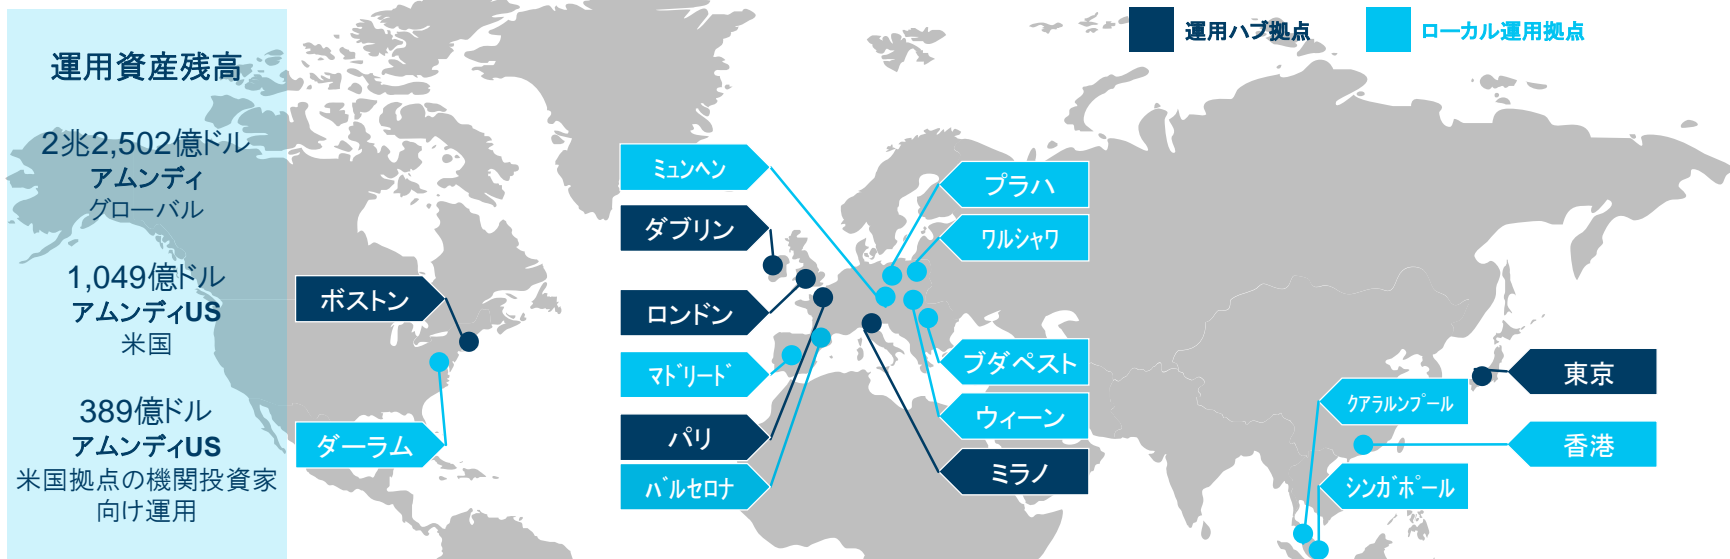 運用資産残高
2兆2,502億ドル
アムンディ
グローバル
1,049億ドル
アムンディUS
米国
389億ドル
アムンディUS
米国拠点の機関投資家
向け運用
運用ハブ拠点
ローカル運用拠点
ボストン
ダーラム
ミュンヘン
ダブリン
ロンドン
ﾏﾄﾞﾘｰﾄﾞ
パリ
ﾊﾞﾙｾﾛﾅ
プラハ
ﾜﾙｼｬﾜ
ブダペスト
ウィーン
ミラノ
ｸｱﾗﾙﾝﾌﾟｰﾙ
ｼﾝｶﾞﾎﾟｰﾙ
東京
香港